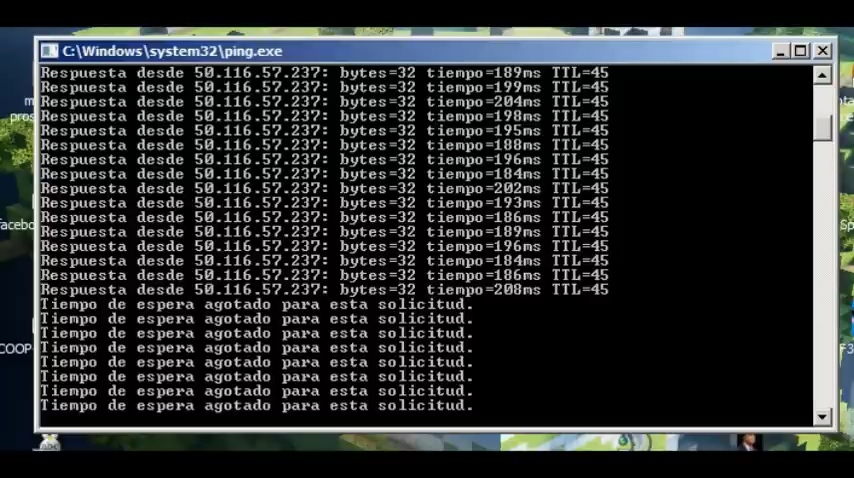 C:\Windows\system32\ping.exe
Respuesta desde 50.116.57.237: bytes=32 tiempo=189ms TTL=45
Respuesta desde 50.116.57.237: bytes=32 tiempo=199ms TTL=45
Respuesta desde 50.116.57.237: bytes=32 tiempo=204ms TTL=45
Respuesta desde 50.116.57.237: bytes=32 tiempo=198ms TTL=45
Respuesta desde 50.116.57.237: bytes=32 tiempo=195ms TTL=45
Respuesta desde 50.116.57.237: bytes=32 tiempo=188ms TTL=45
Respuesta desde 50.116.57.237: bytes=32 tiempo=196ms TTL=45
Respuesta desde 50.116.57.237: bytes=32 tiempo=184ms TTL=45
Respuesta desde 50.116.57.237: bytes=32 tiempo=202ms TTL=45
Respuesta desde 50.116.57.237: bytes=32 tiempo=193ms TTL=45
Respuesta desde 50.116.57.237: bytes=32 tiempo=186ms TTL=45
Respuesta desde 50.116.57.237: bytes=32 tiempo=189ms TTL=45
Respuesta desde 50.116.57.237: bytes=32 tiempo=196ms TTL=45
Respuesta desde 50.116.57.237: bytes=32 tiempo=184ms TTL=45
Respuesta desde 50.116.57.237: bytes=32 tiempo=186ms TTL=45
Respuesta desde 50.116.57.237: bytes=32 tiempo=208ms TTL=45
Tiempo de espera agotado para esta solicitud.
Tiempo de espera agotado para esta solicitud.
Tiempo de espera agotado para esta solicitud.
Tiempo de espera agotado para esta solicitud.
Tiempo de espera agotado para esta solicitud.
Tiempo de espera agotado para esta solicitud.
Tiempo de espera agotado para esta solicitud.
Tiempo de espera agotado para esta solicitud.